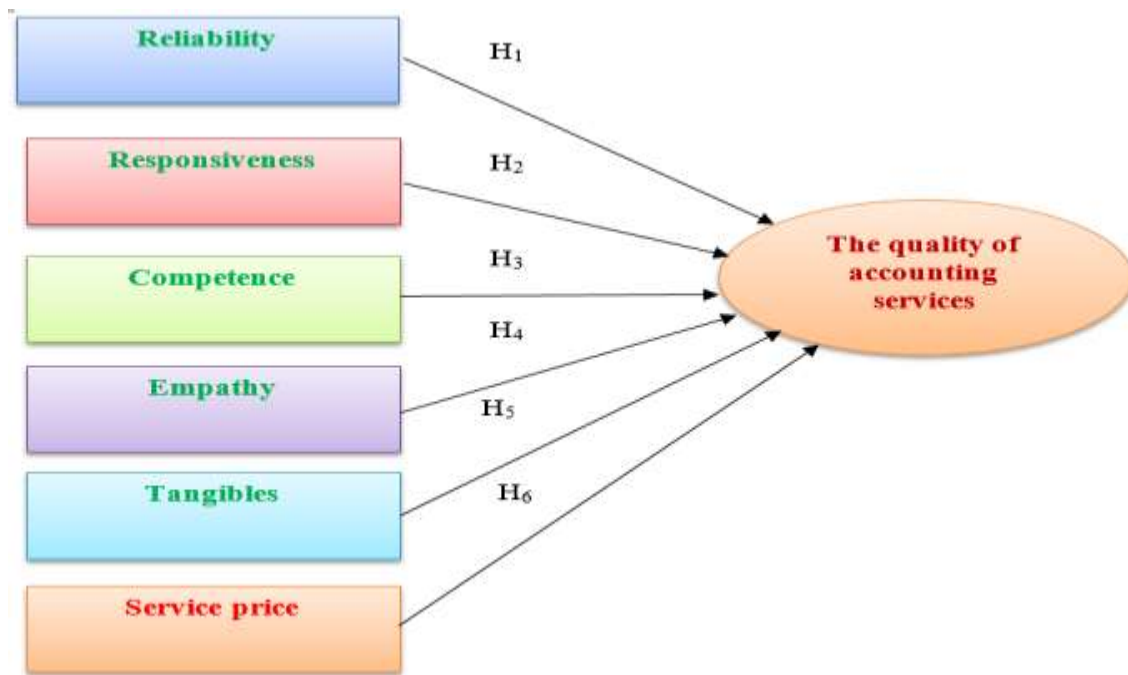 Reliability
H₁
Responsiveness
H₂
Competence
H₃
Empathy
H₄
Tangibles
H₅
Service price
H₆
The quality of
accounting
services